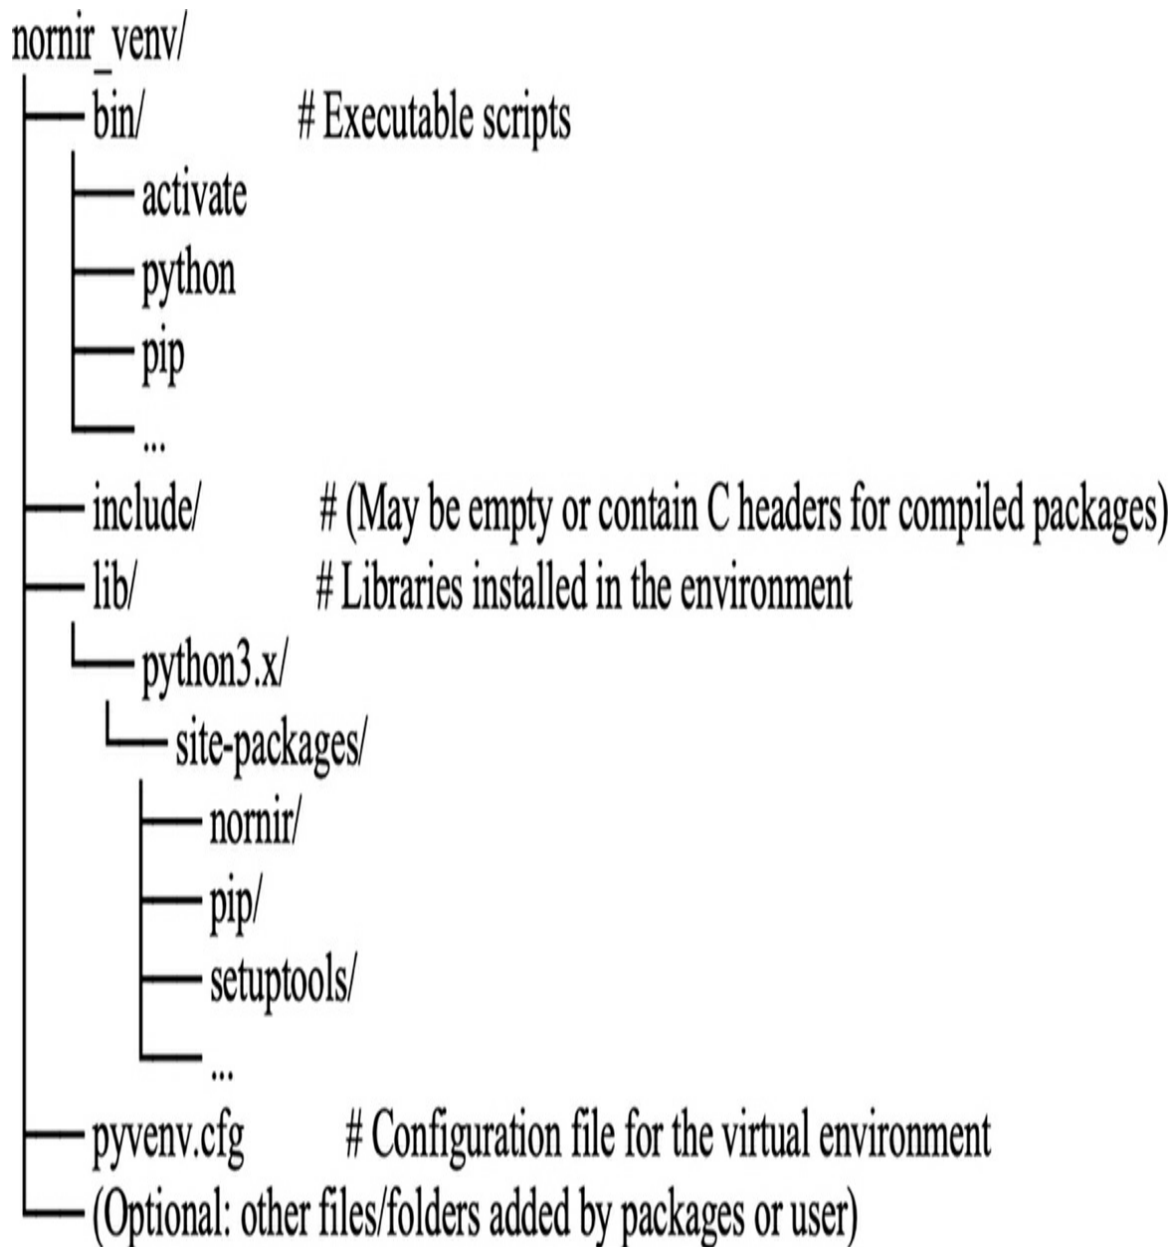 nornir_venv/
bin/ # Executable scripts
activate
python
pip
...
include/ # (May be empty or contain C headers for compiled packages)
lib/ # Libraries installed in the environment
python3.x/
site-packages/
nornir/
pip/
setuptools/
...
pyvenv.cfg # Configuration file for the virtual environment
(Optional: other files/folders added by packages or user)